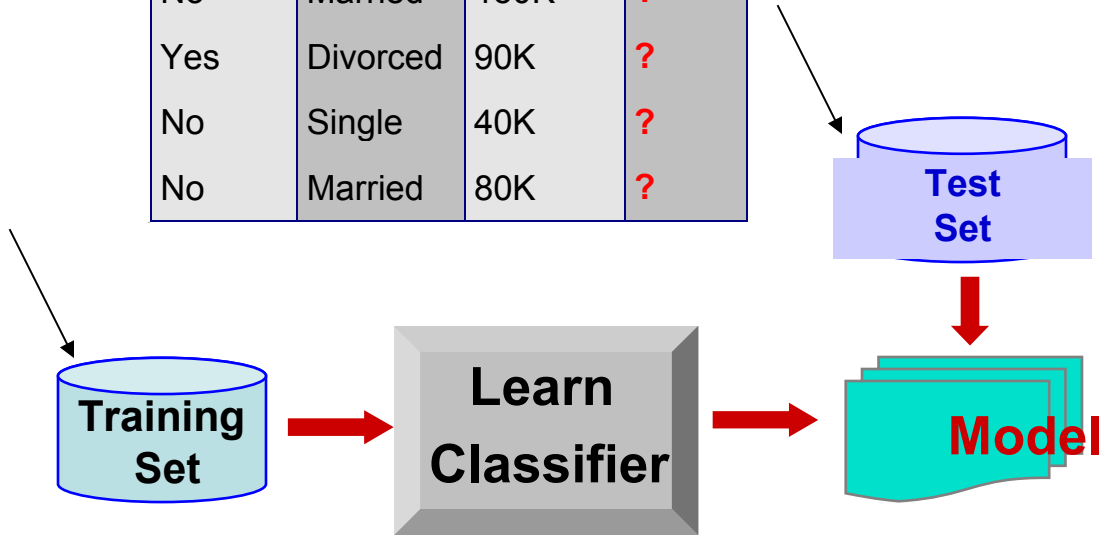 Yes Divorced 90K ?
No Single 40K ?
No Married 80K ?
Test
Set
Learn
Classifier
Training
Set
Model